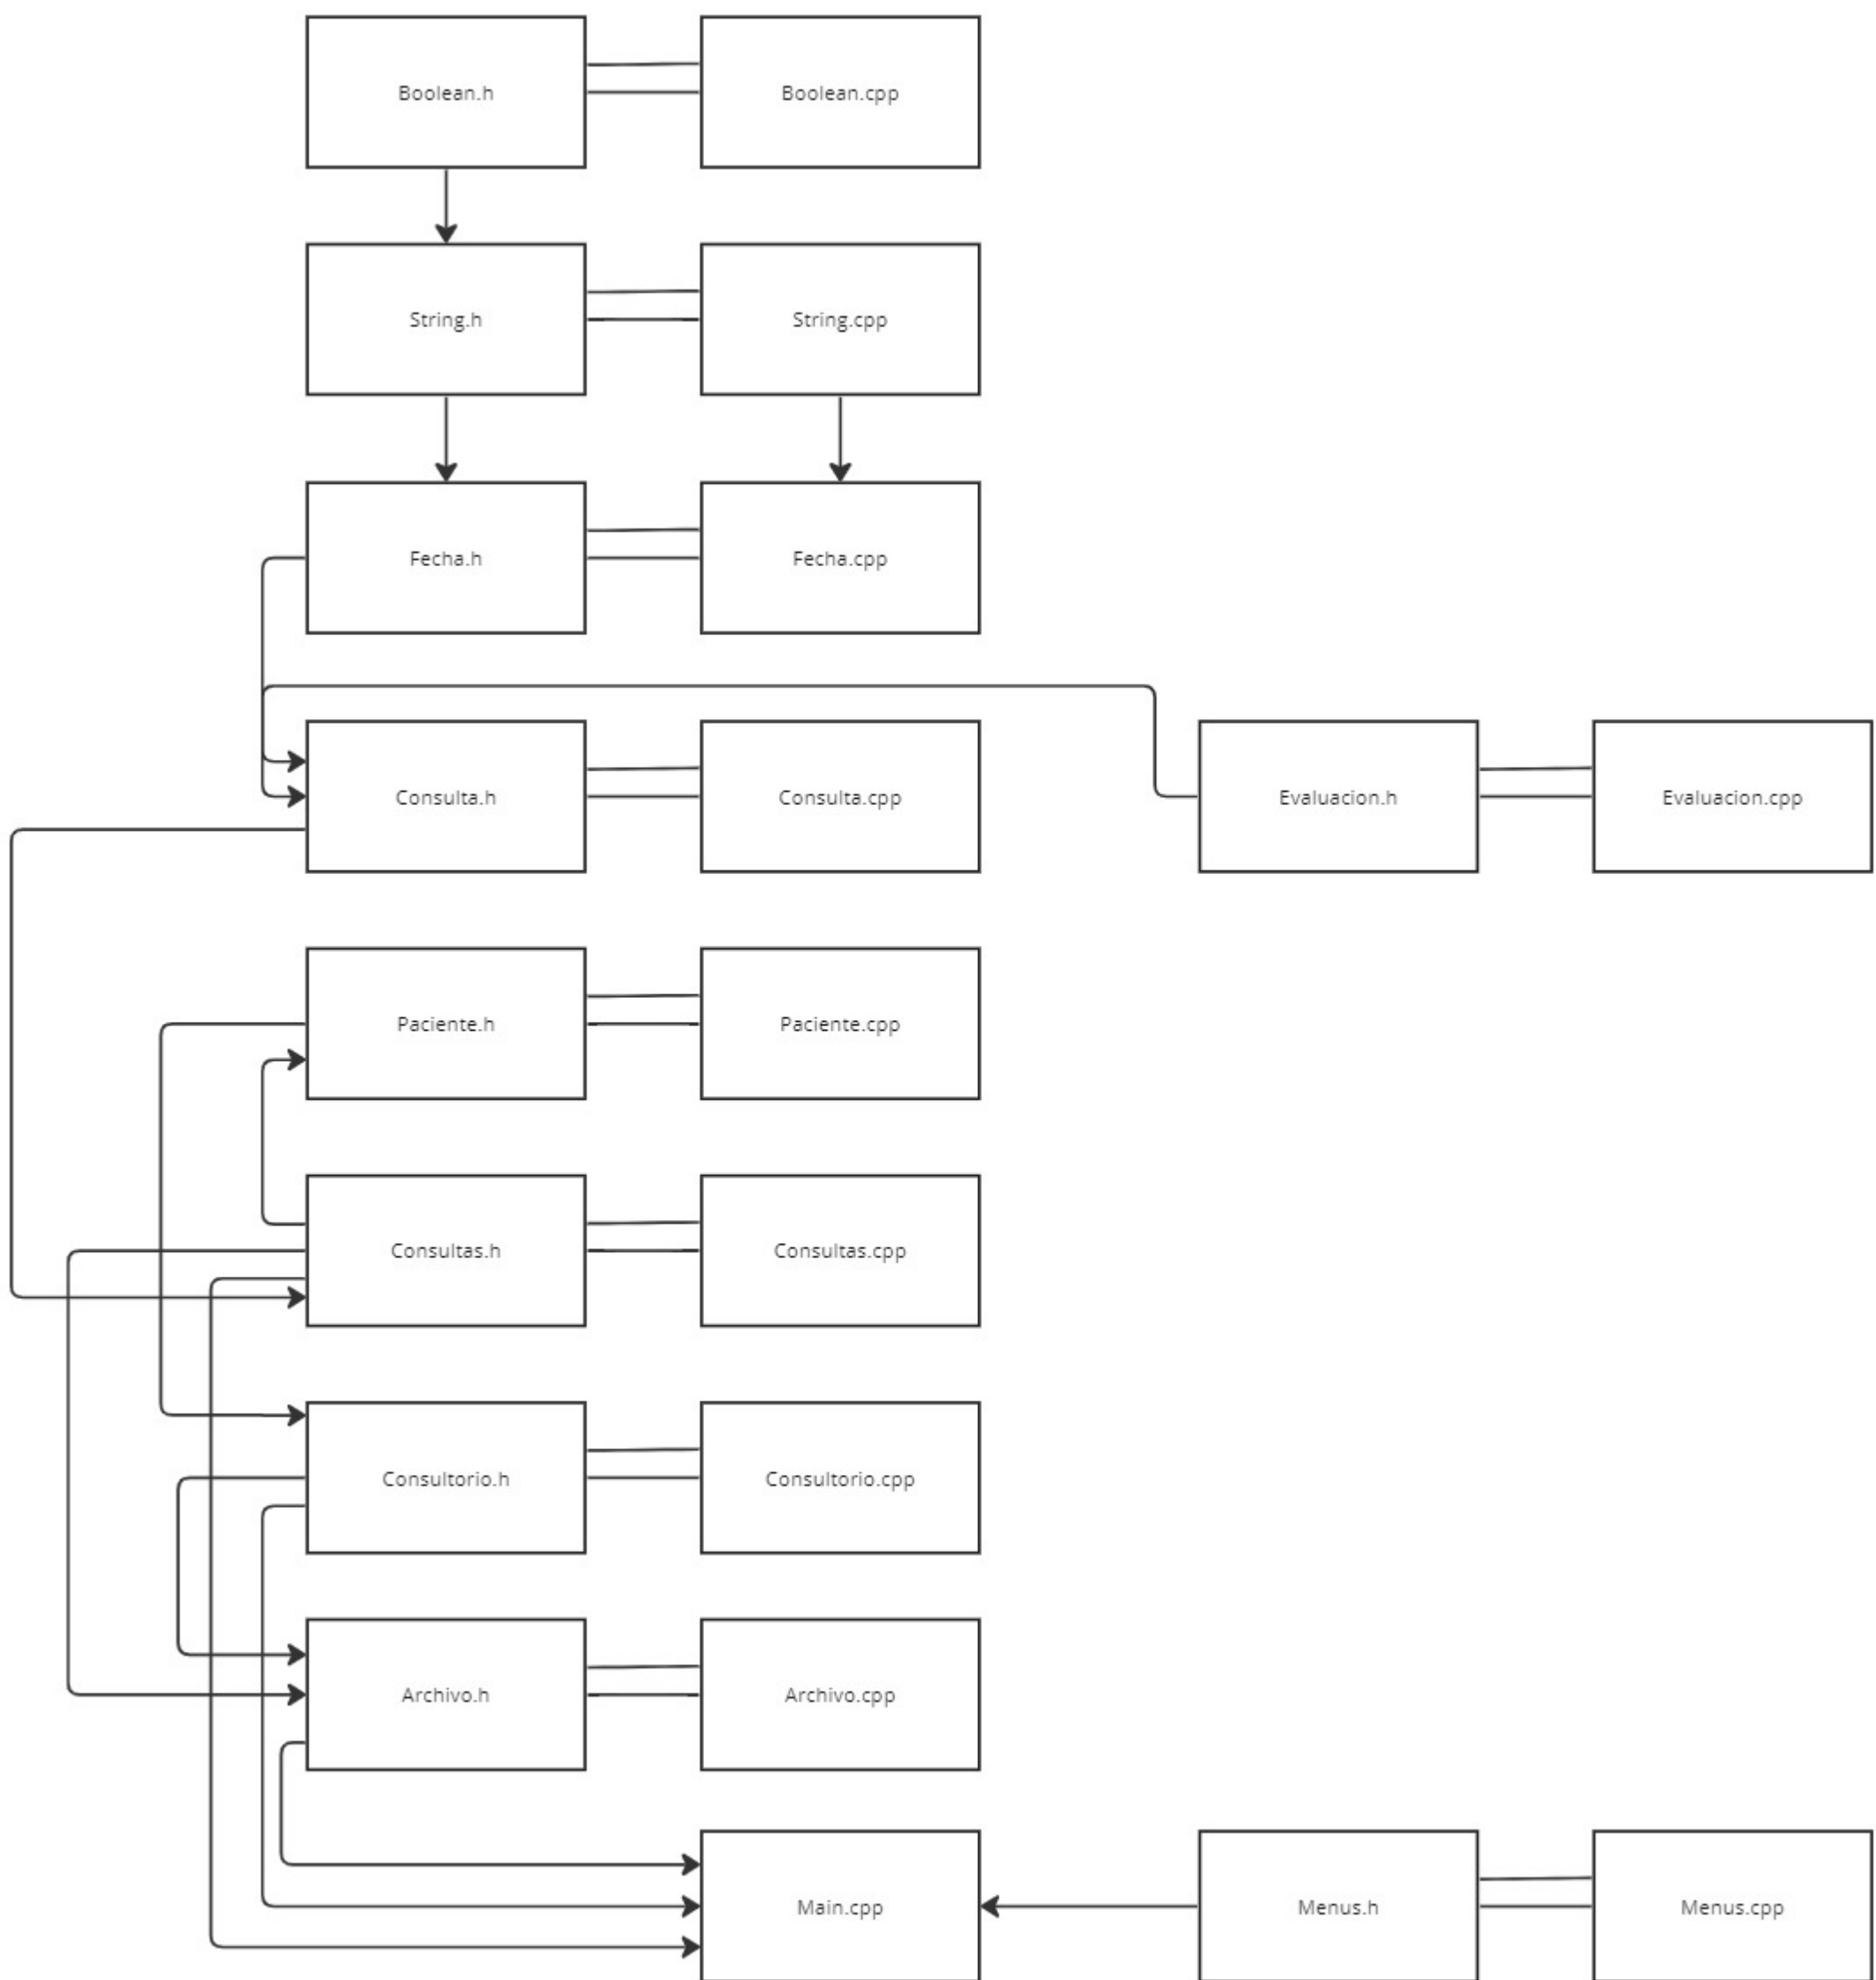 Boolean.h
Boolean.cpp
String.h
String.cpp
Fecha.h
Fecha.cpp
Consulta.h
Consulta.cpp
Evaluacion.h
Evaluacion.cpp
Paciente.h
Paciente.cpp
Consultas.h
Consultas.cpp
Consultorio.h
Consultorio.cpp
Archivo.h
Archivo.cpp
Main.cpp
Menus.h
Menus.cpp